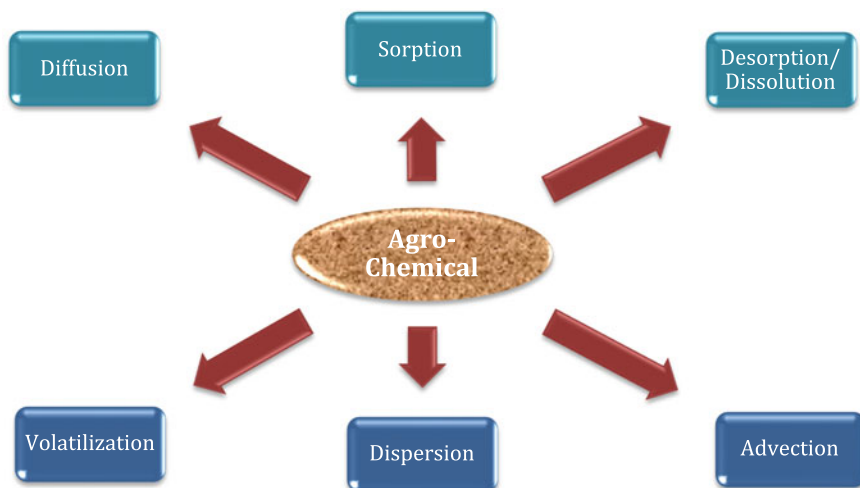 Diffusion
Sorption
Desorption/
Dissolution
Agro-
Chemical
Volatilization
Dispersion
Advection